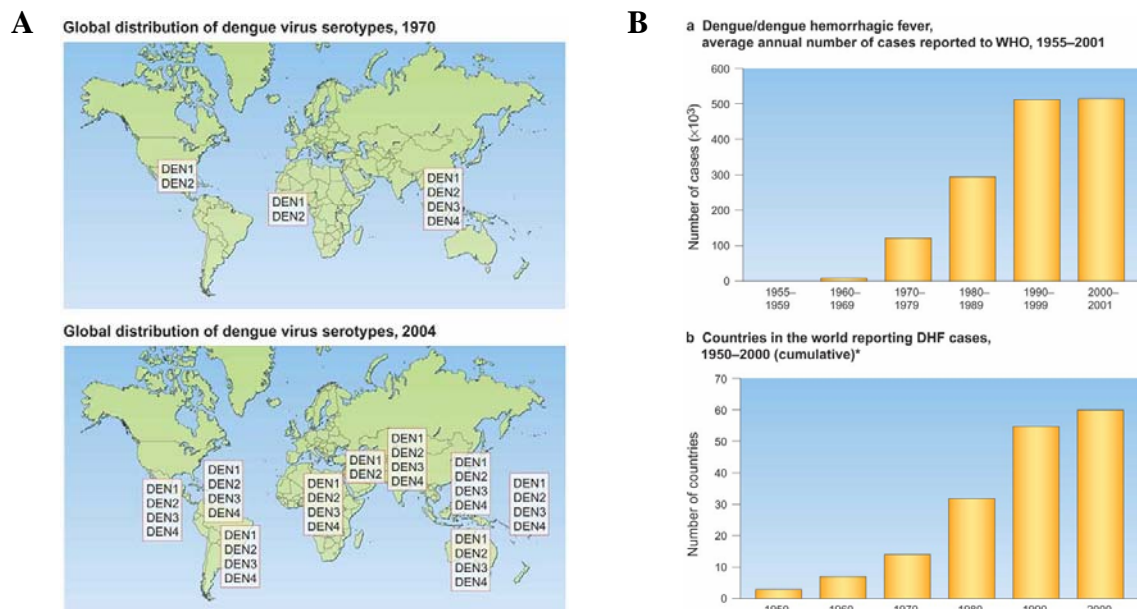 A
Global distribution of dengue virus serotypes, 1970
DEN1
DEN2
DEN1
DEN2
DEN1
DEN2
DEN3
DEN4
Global distribution of dengue virus serotypes, 2004
DEN1
DEN2
DEN3
DEN4
DEN1
DEN2
DEN3
DEN4
DEN1
DEN2
DEN3
DEN4
DEN1
DEN2
DEN3
DEN4
DEN1
DEN2
DEN1
DEN2
DEN3
DEN4
DEN1
DEN2
DEN3
DEN4
DEN1
DEN2
DEN3
DEN4
DEN1
DEN2
DEN3
DEN4
B
a Dengue/dengue hemorrhagic fever,
average annual number of cases reported to WHO, 1955–2001
Number of cases (×10³)
600
500
400
300
200
100
0
1955–
1959
1960–
1969
1970–
1979
1980–
1989
1990–
1999
2000–
2001
b Countries in the world reporting DHF cases,
1950–2000 (cumulative)*
Number of countries
70
60
50
40
30
20
10
0
1959
1969
1970
1980
1990
2000